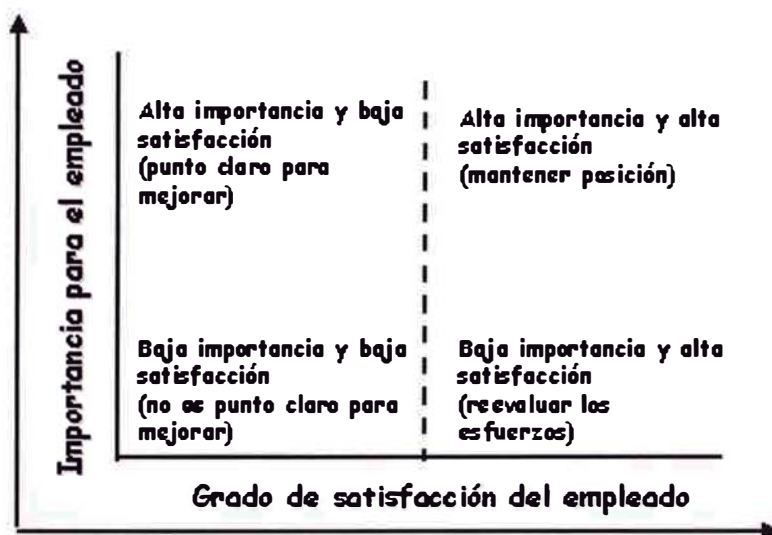 Importancia para el empleado
Alta importancia y baja
satisfacción
(punto claro para
mejorar)
Alta importancia y alta
satisfacción
(mantener posición)
Baja importancia y baja
satisfacción
(no es punto claro para
mejorar)
Baja importancia y alta
satisfacción
(reevaluar los
esfuerzos)
Grado de satisfacción del empleado